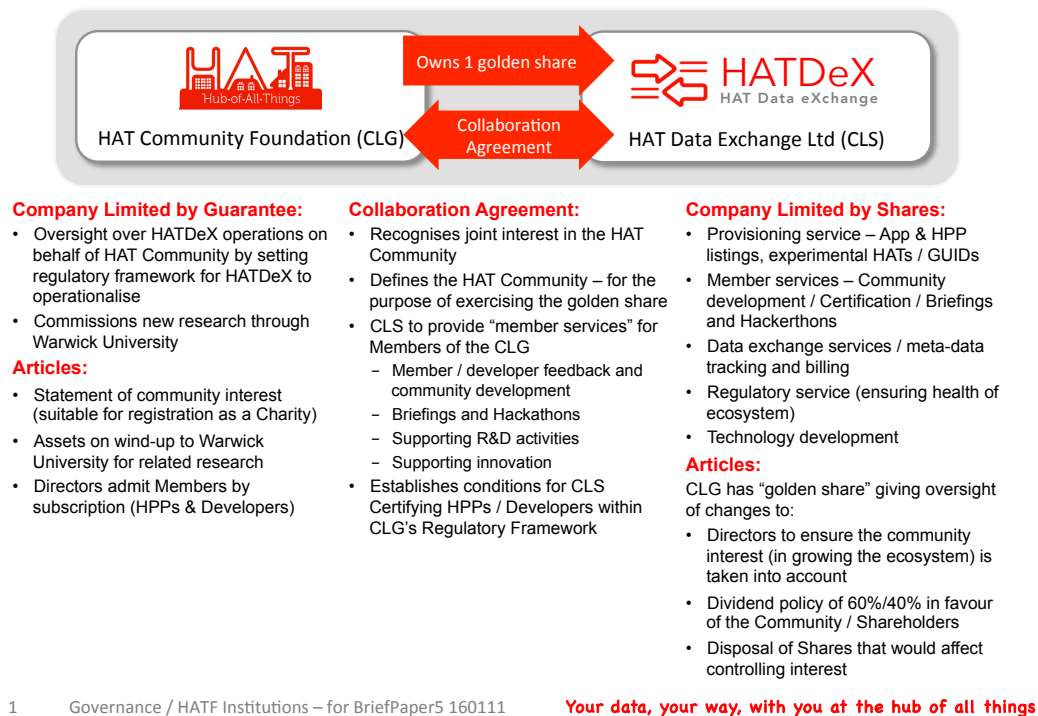 HAT
Hub-of-All-Things
HAT Community Foundation (CLG)
Owns 1 golden share
Collaboration
Agreement
HATDeX
HAT Data eXchange
HAT Data Exchange Ltd (CLS)
Company Limited by Guarantee:
• Oversight over HATDeX operations on
behalf of HAT Community by setting
regulatory framework for HATDeX to
operationalise
• Commissions new research through
Warwick University
Articles:
• Statement of community interest
(suitable for registration as a Charity)
• Assets on wind-up to Warwick
University for related research
• Directors admit Members by
subscription (HPPs & Developers)
Collaboration Agreement:
• Recognises joint interest in the HAT
Community
• Defines the HAT Community – for the
purpose of exercising the golden share
• CLS to provide “member services” for
Members of the CLG
– Member / developer feedback and
community development
– Briefings and Hackathons
– Supporting R&D activities
– Supporting innovation
• Establishes conditions for CLS
Certifying HPPs / Developers within
CLG’s Regulatory Framework
Company Limited by Shares:
• Provisioning service – App & HPP
listings, experimental HATs / GUIDs
• Member services – Community
development / Certification / Briefings
and Hackerthons
• Data exchange services / meta-data
tracking and billing
• Regulatory service (ensuring health of
ecosystem)
• Technology development
Articles:
CLG has “golden share” giving oversight
of changes to:
• Directors to ensure the community
interest (in growing the ecosystem) is
taken into account
• Dividend policy of 60%/40% in favour
of the Community / Shareholders
• Disposal of Shares that would affect
controlling interest
1 Governance / HATF Institutions – for BriefPaper5 160111
Your data, your way, with you at the hub of all things